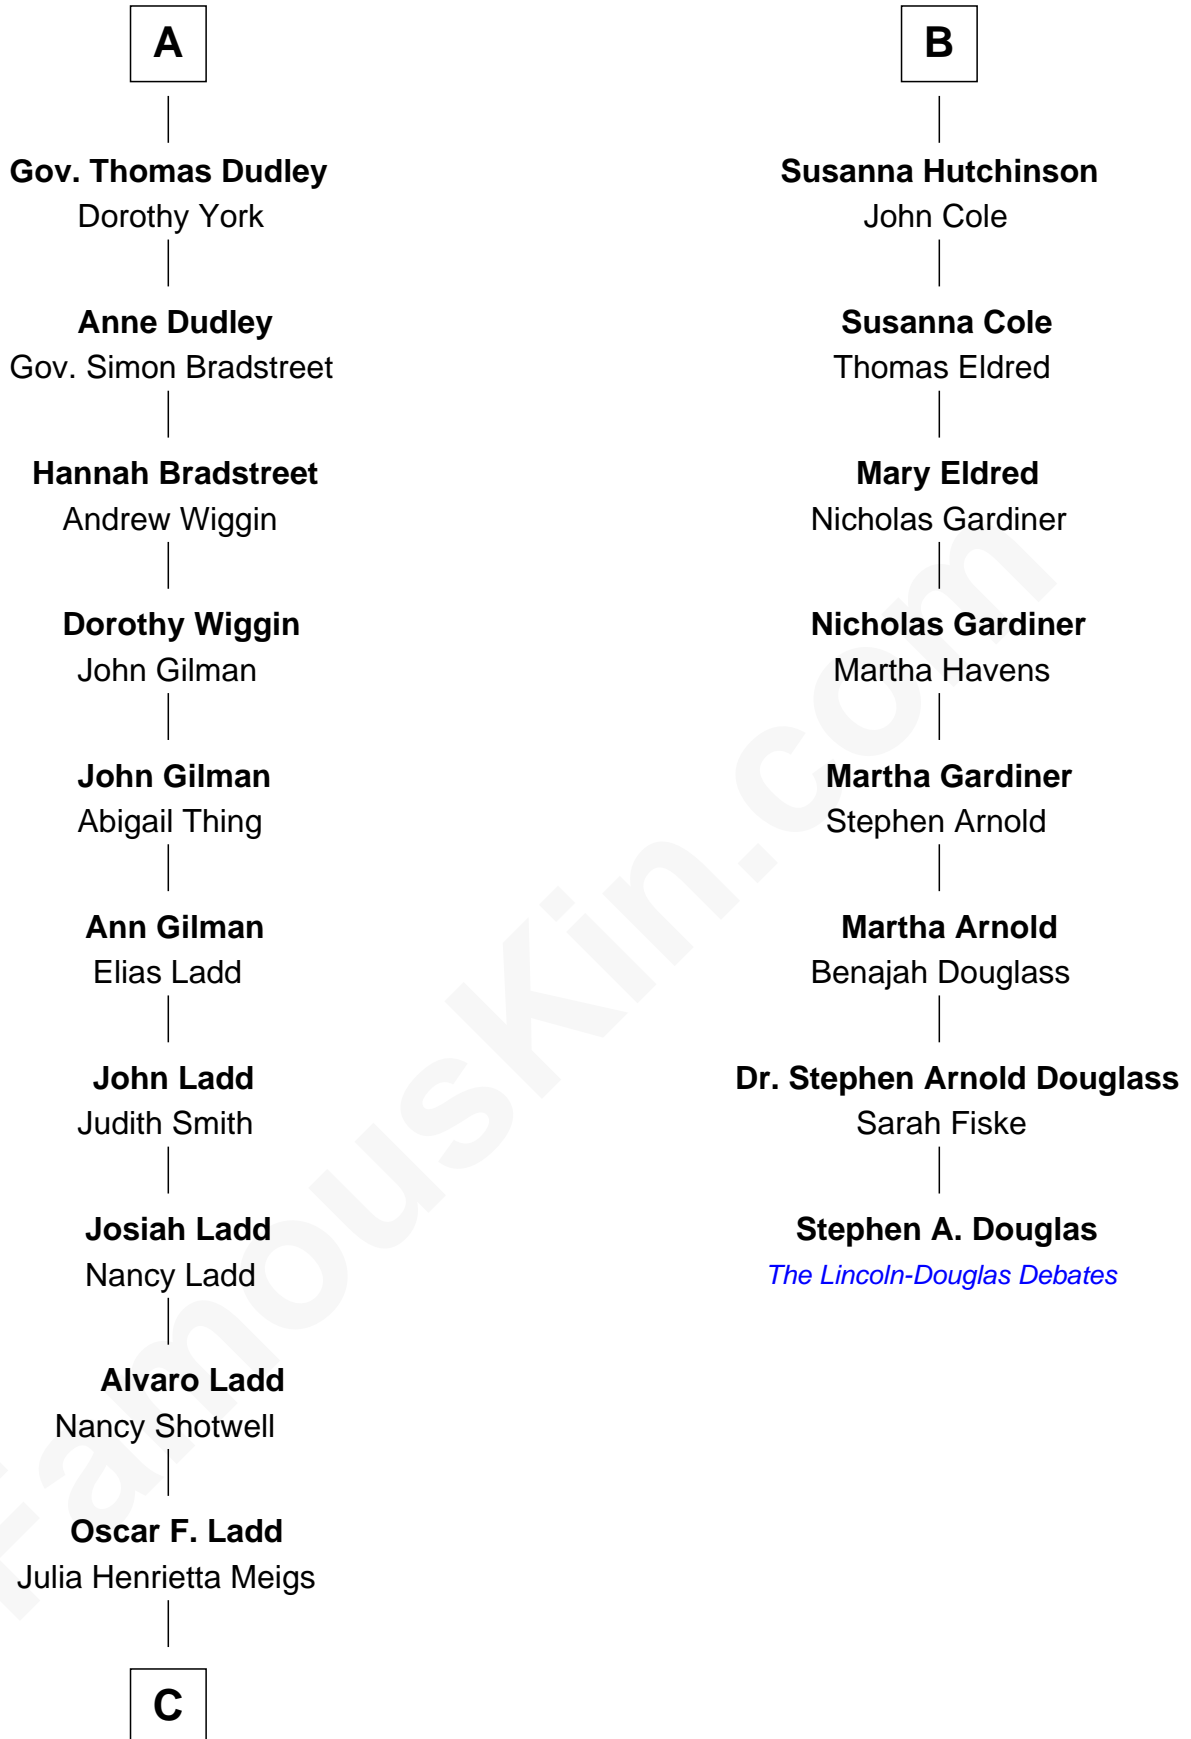 A
Gov. Thomas Dudley
Dorothy York
Anne Dudley
Gov. Simon Bradstreet
Hannah Bradstreet
Andrew Wiggin
Dorothy Wiggin
John Gilman
John Gilman
Abigail Thing
Ann Gilman
Elias Ladd
John Ladd
Judith Smith
Josiah Ladd
Nancy Ladd
Alvaro Ladd
Nancy Shotwell
Oscar F. Ladd
Julia Henrietta Meigs
C
B
Susanna Hutchinson
John Cole
Susanna Cole
Thomas Eldred
Mary Eldred
Nicholas Gardiner
Nicholas Gardiner
Martha Havens
Martha Gardiner
Stephen Arnold
Martha Arnold
Benajah Douglass
Dr. Stephen Arnold Douglass
Sarah Fiske
Stephen A. Douglas
The Lincoln-Douglas Debates
FamousKin.com